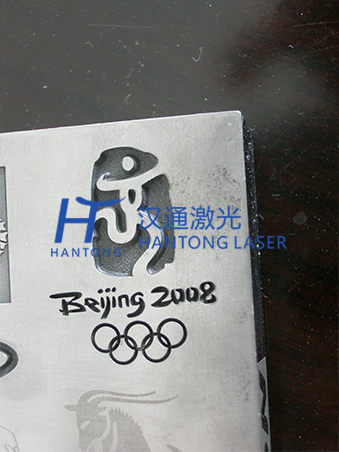 汉通激光
HANTONG
HANTONG LASER
Beijing 2008